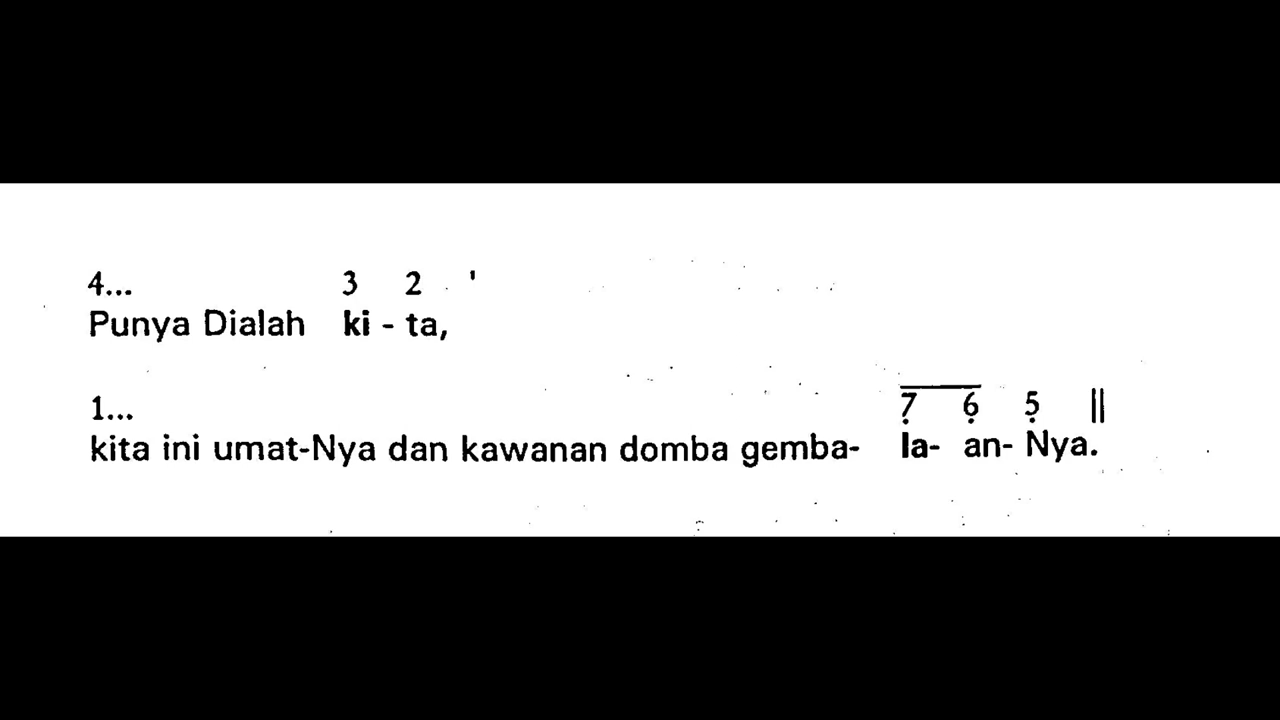 4... 3 2 '
Punya Dialah ki - ta,
1... 7̣ 6̣ 5̣ ||
kita ini umat-Nya dan kawanan domba gemba- la- an- Nya.